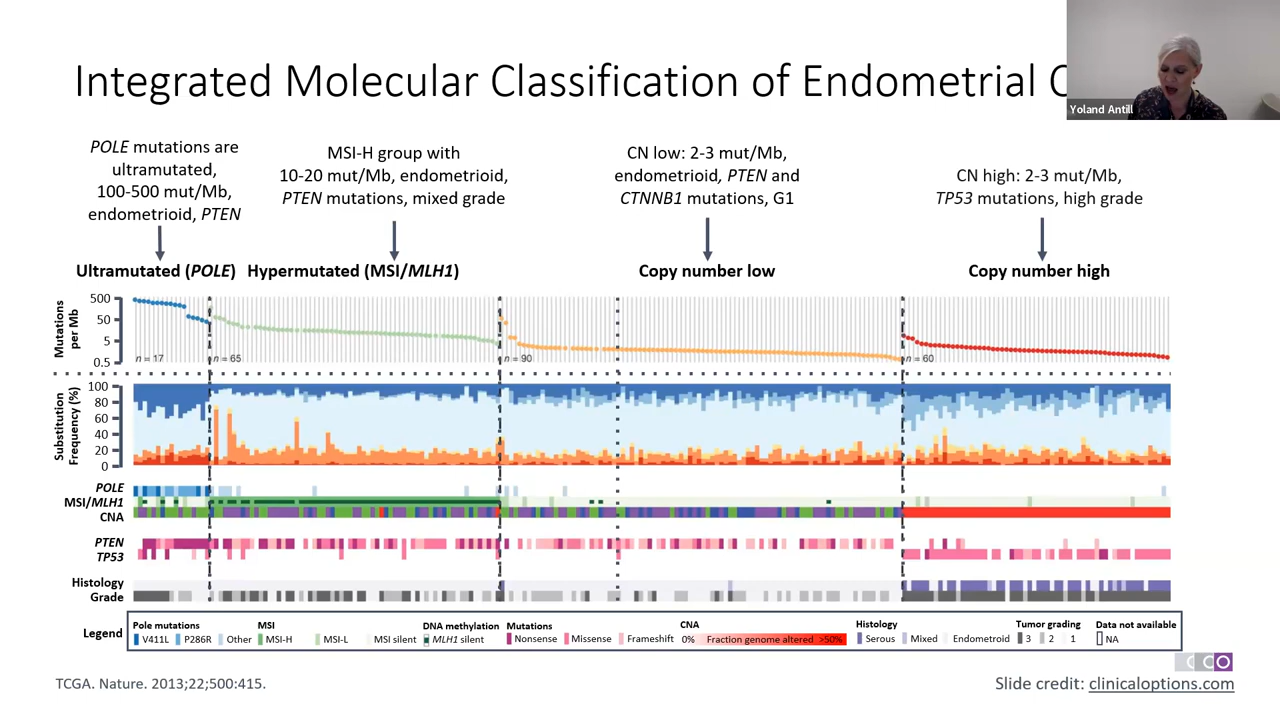 Integrated Molecular Classification of Endometrial C
Yoland Antill
POLE mutations are
ultramutated,
100-500 mut/Mb,
endometrioid, PTEN
MSI-H group with
10-20 mut/Mb, endometrioid,
PTEN mutations, mixed grade
CN low: 2-3 mut/Mb,
endometrioid, PTEN and
CTNNB1 mutations, G1
CN high: 2-3 mut/Mb,
TP53 mutations, high grade
Ultramutated (POLE)
Hypermutated (MSI/MLH1)
Copy number low
Copy number high
Mutations
per Mb
500
50
5
0.5
n = 17
n = 65
n = 90
n = 60
Substitution
Frequency (%)
100
80
60
40
20
0
POLE
MSI/MLH1
CNA
PTEN
TP53
Histology
Grade
Legend
Pole mutations
V411L P286R Other
MSI
MSI-H MSI-L MSI silent
DNA methylation
MLH1 silent
Mutations
Nonsense Missense Frameshift
CNA
0% Fraction genome altered >50%
Histology
Serous Mixed Endometroid
Tumor grading
3 2 1
Data not available
NA
CCO
TCGA. Nature. 2013;22;500:415.
Slide credit: clinicaloptions.com